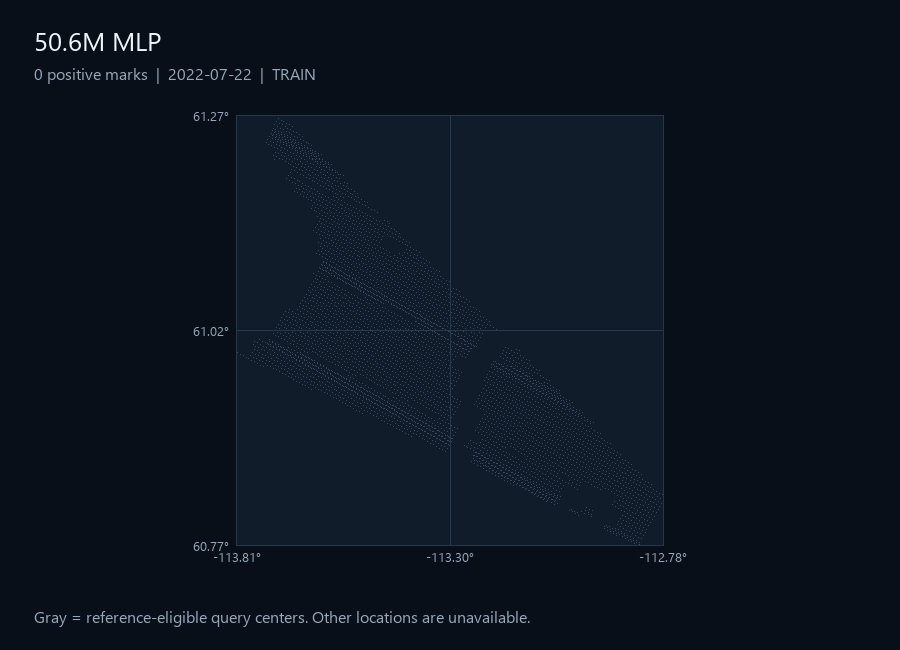 50.6M MLP
0 positive marks | 2022-07-22 | TRAIN
61.27°
61.02°
60.77°
-113.81° -113.30° -112.78°
Gray = reference-eligible query centers. Other locations are unavailable.